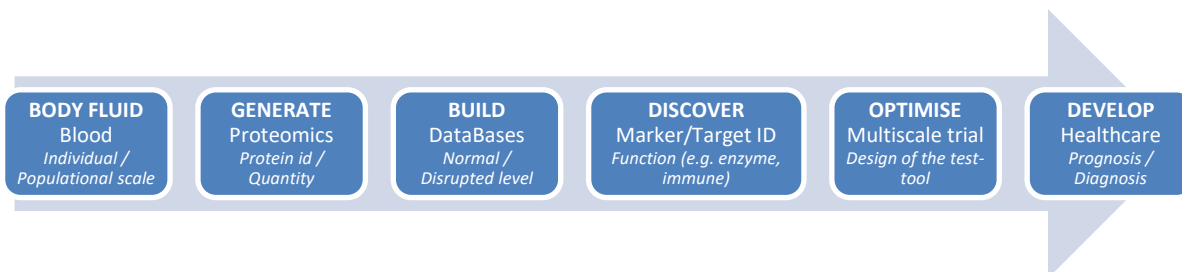 BODY FLUID
Blood
Individual /
Populational scale
GENERATE
Proteomics
Protein id /
Quantity
BUILD
DataBases
Normal /
Disrupted level
DISCOVER
Marker/Target ID
Function (e.g. enzyme,
immune)
OPTIMISE
Multiscale trial
Design of the test-
tool
DEVELOP
Healthcare
Prognosis /
Diagnosis